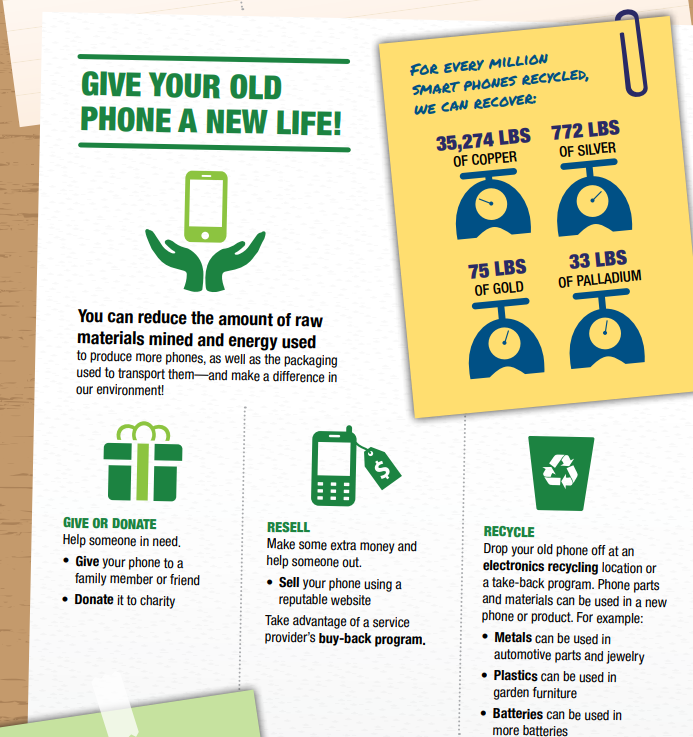 GIVE YOUR OLD
PHONE A NEW LIFE!
FOR EVERY MILLION
SMART PHONES RECYCLED,
WE CAN RECOVER:
35,274 LBS
OF COPPER
772 LBS
OF SILVER
75 LBS
OF GOLD
33 LBS
OF PALLADIUM
You can reduce the amount of raw
materials mined and energy used
to produce more phones, as well as the packaging
used to transport them—and make a difference in
our environment!
GIVE OR DONATE
Help someone in need.
• Give your phone to a
family member or friend
• Donate it to charity
$
RESELL
Make some extra money and
help someone out.
• Sell your phone using a
reputable website
Take advantage of a service
provider's buy-back program.
RECYCLE
Drop your old phone off at an
electronics recycling location or
a take-back program. Phone parts
and materials can be used in a new
phone or product. For example:
• Metals can be used in
automotive parts and jewelry
• Plastics can be used in
garden furniture
• Batteries can be used in
more batteries